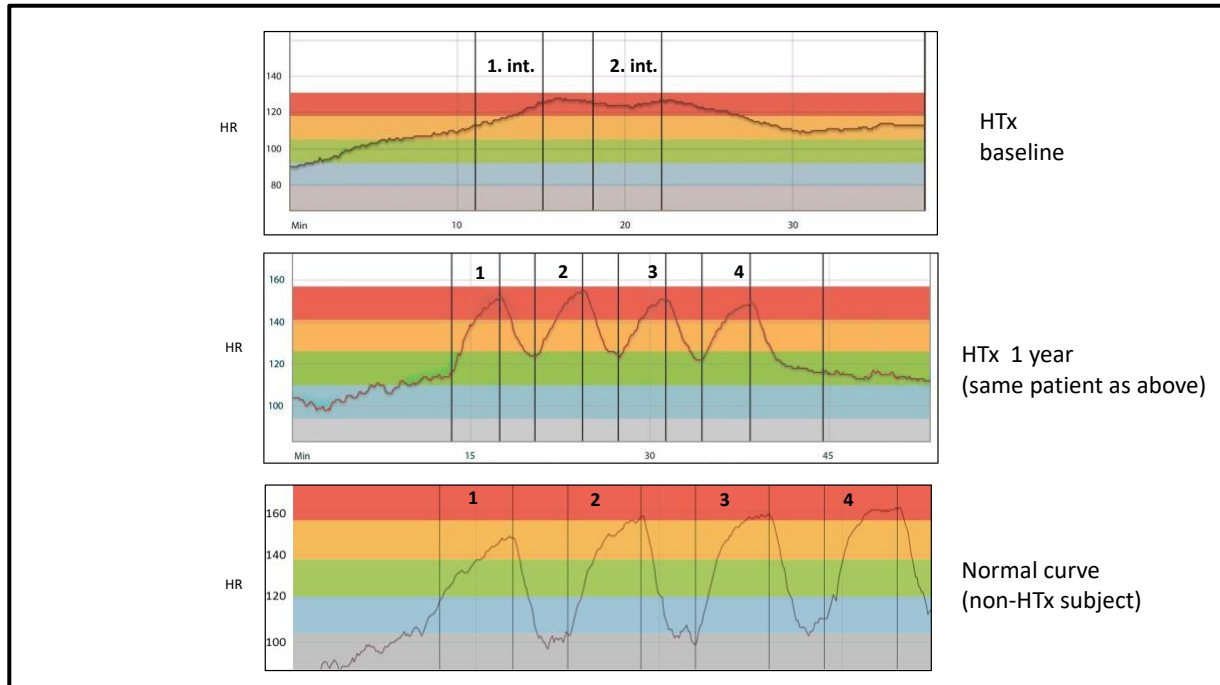 1. int. 2. int.
140
120
100
80
HR
Min 10 20 30
HTx
baseline
1 2 3 4
160
140
120
100
HR
Min 15 30 45
HTx 1 year
(same patient as above)
1 2 3 4
160
140
120
100
HR
Normal curve
(non-HTx subject)